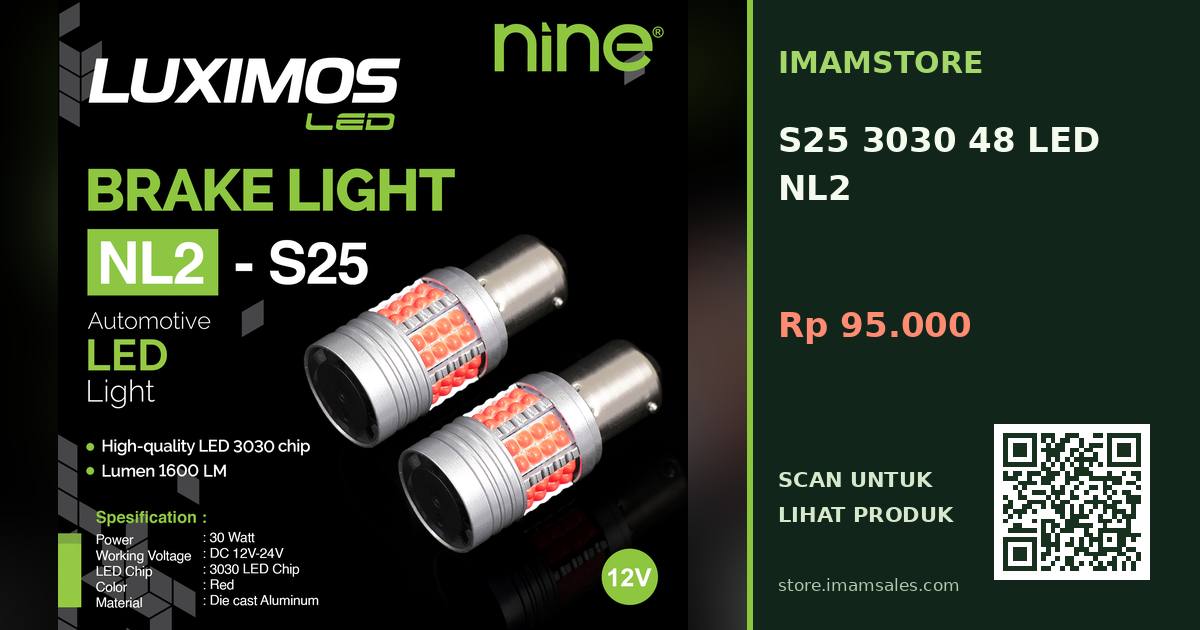 LUXIMOS
LED
nine®
BRAKE LIGHT
NL2 - S25
Automotive
LED
Light
High-quality LED 3030 chip
Lumen 1600 LM
Spesification :
Power : 30 Watt
Working Voltage : DC 12V-24V
LED Chip : 3030 LED Chip
Color : Red
Material : Die cast Aluminum
12V
IMAMSTORE
S25 3030 48 LED
NL2
Rp 95.000
SCAN UNTUK
LIHAT PRODUK
store.imamsales.com